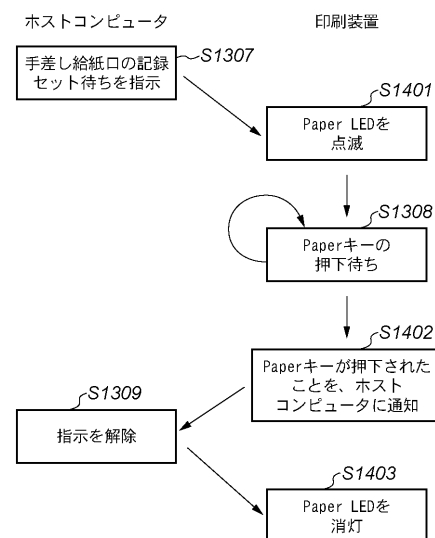 ホストコンピュータ
印刷装置
S1307
手差し給紙口の記録
セット待ちを指示
S1401
Paper LEDを
点滅
S1308
Paperキーの
押下待ち
S1402
Paperキーが押下された
ことを、ホスト
コンピュータに通知
S1309
指示を解除
S1403
Paper LEDを
消灯